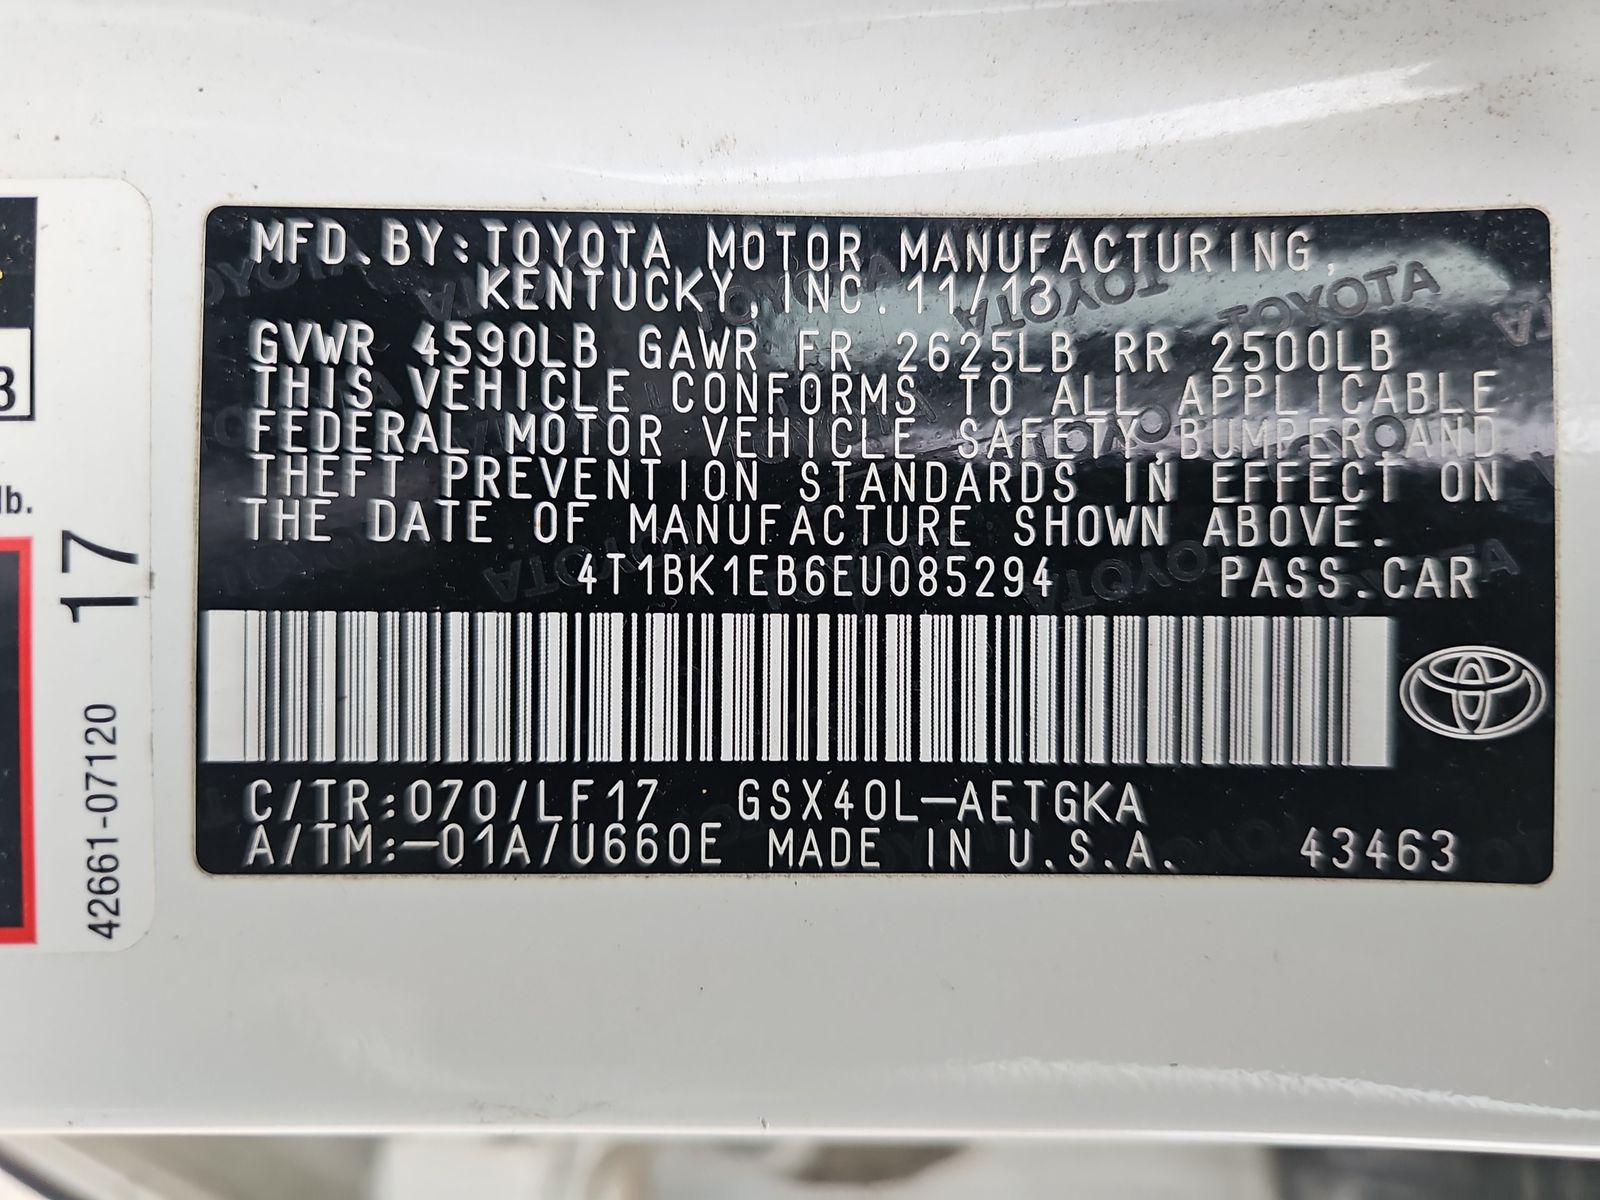 MFD.BY:TOYOTA MOTOR MANUFACTURING,
KENTUCKY,INC.11/13
GVWR 4590LB GAWR FR 2625LB RR 2500LB
THIS VEHICLE CONFORMS TO ALL APPLICABLE
FEDERAL MOTOR VEHICLE SAFETY,BUMPER,AND
THEFT PREVENTION STANDARDS IN EFFECT ON
THE DATE OF MANUFACTURE SHOWN ABOVE.
4T1BK1EB6EU085294 PASS.CAR
C/TR:070/LF17 GSX40L-AETGKA
A/TM:-01A/U660E MADE IN U.S.A. 43463
3
lb.
17
42661-07120